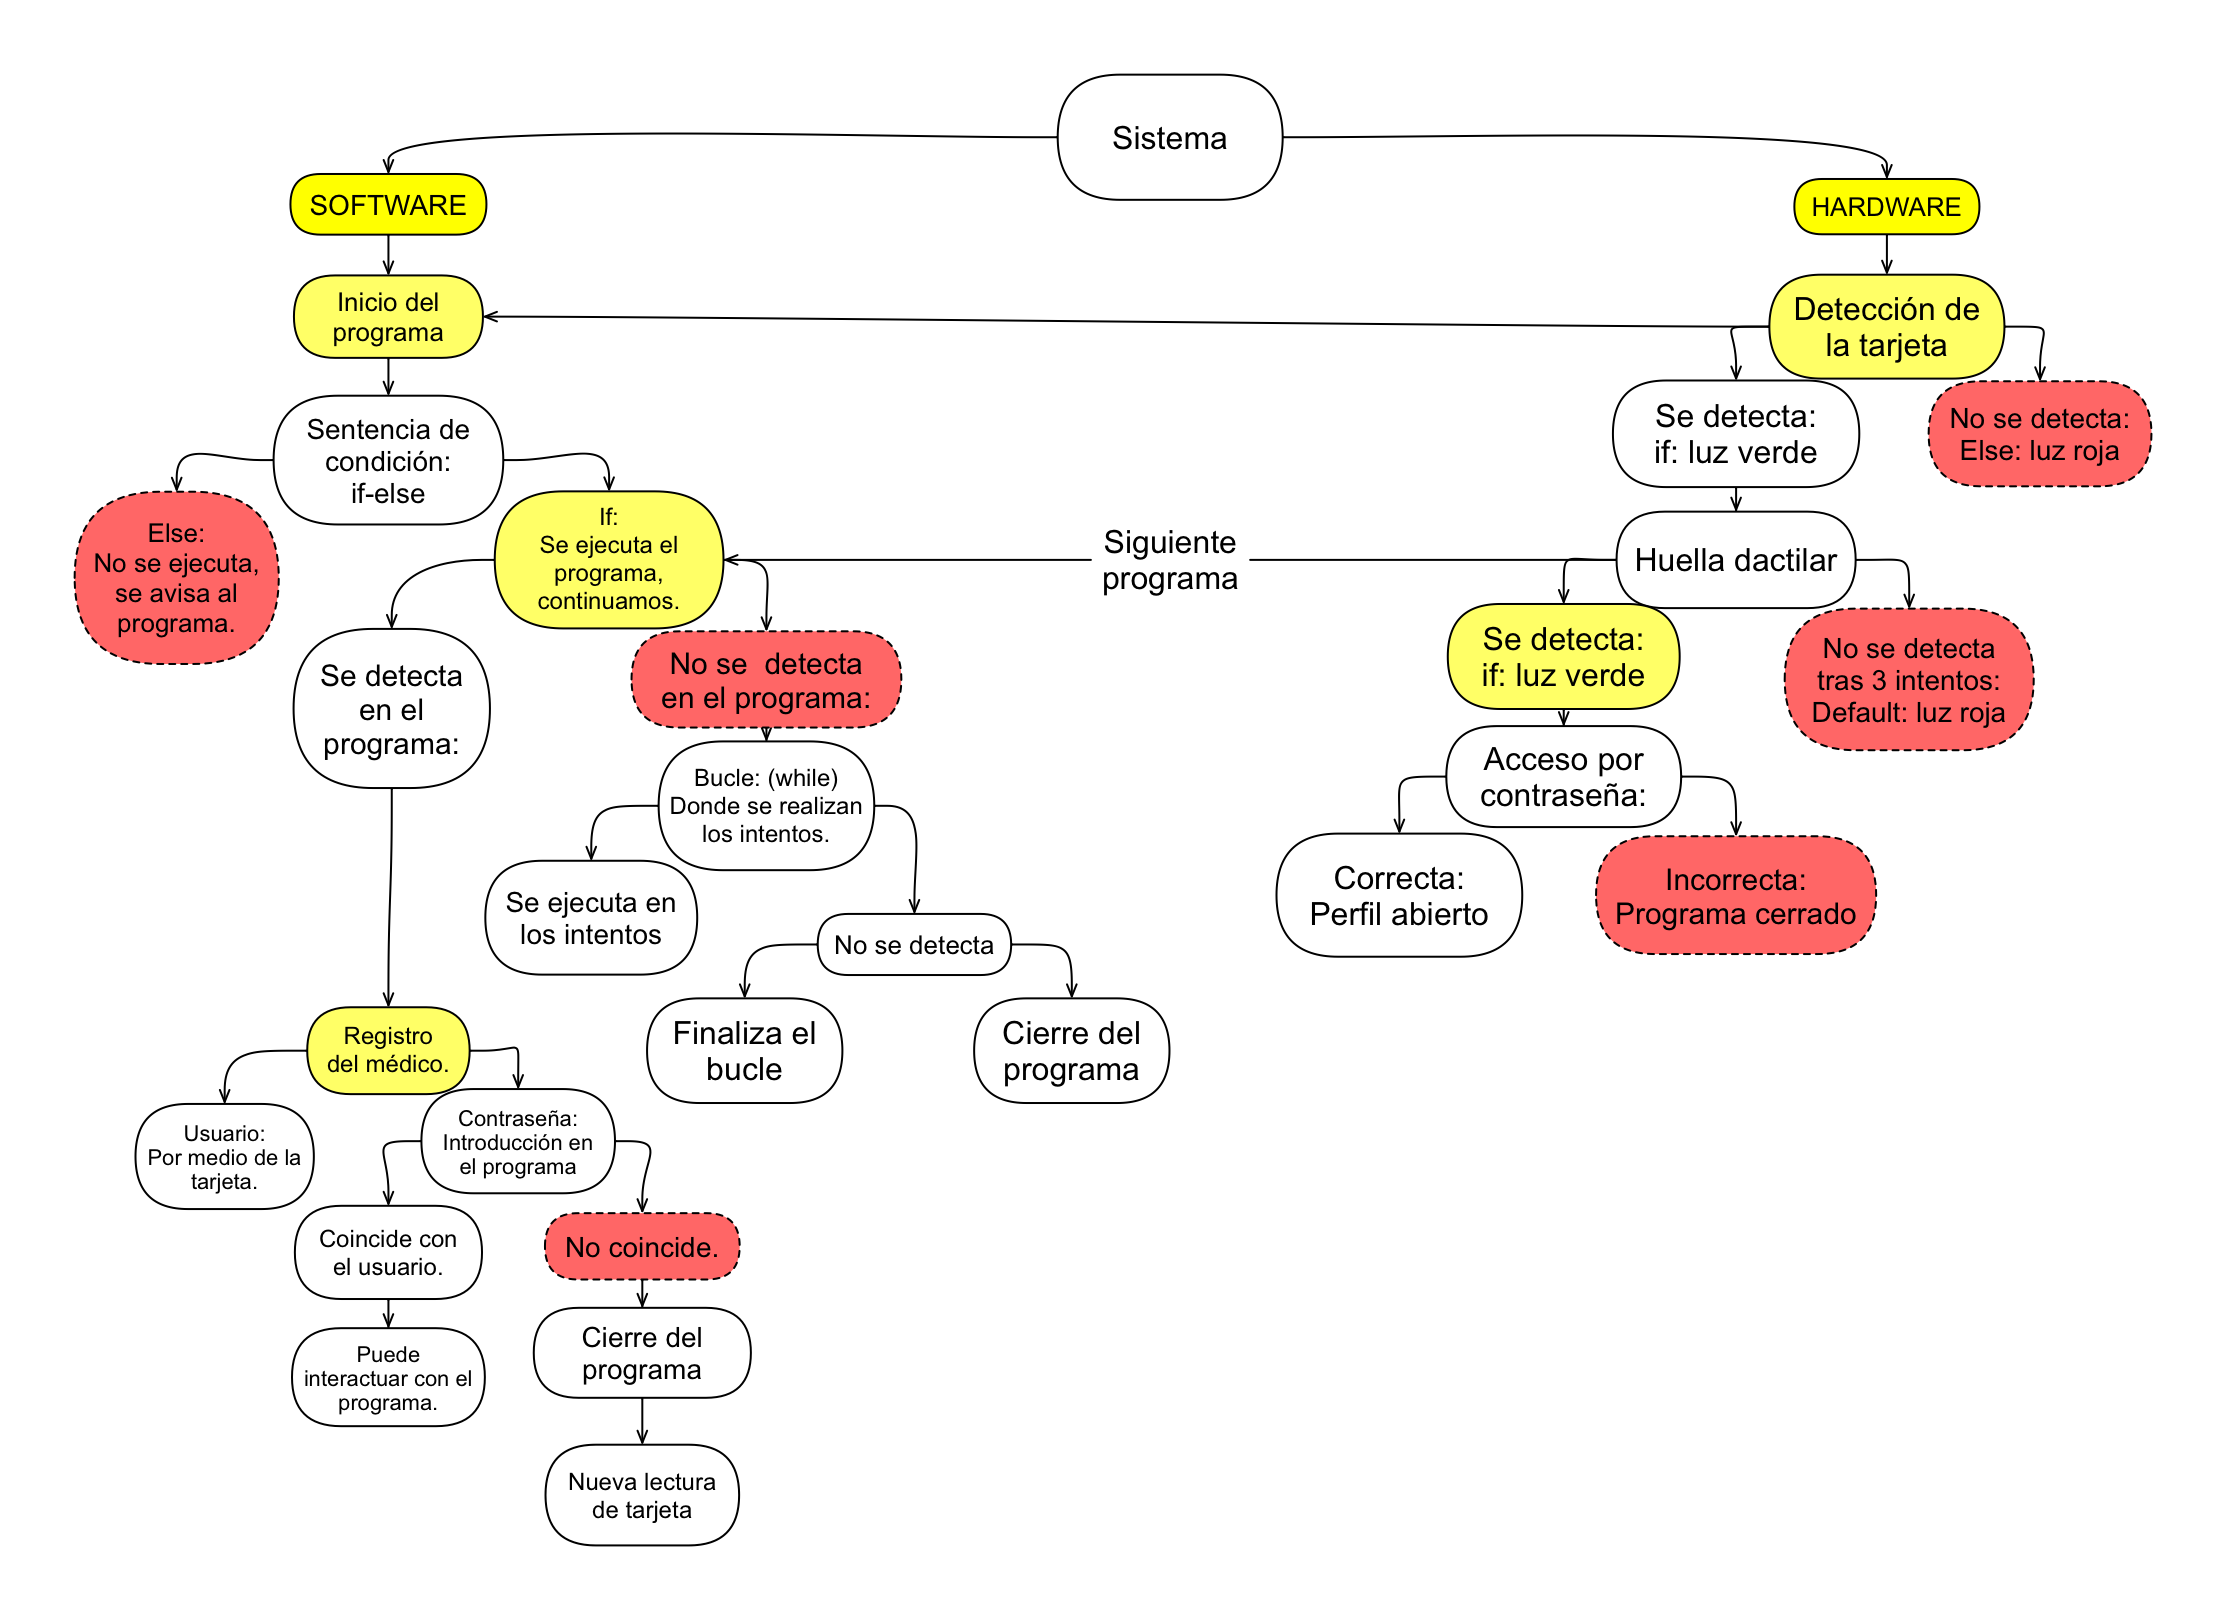 Sistema
SOFTWARE
HARDWARE
Inicio del
programa
Detección de
la tarjeta
Sentencia de
condición:
if-else
Se detecta:
if: luz verde
No se detecta:
Else: luz roja
Else:
No se ejecuta,
se avisa al
programa.
If:
Se ejecuta el
programa,
continuamos.
Siguiente
programa
Huella dactilar
Se detecta
en el
programa:
No se  detecta
en el programa:
Se detecta:
if: luz verde
No se detecta
tras 3 intentos:
Default: luz roja
Bucle: (while)
Donde se realizan
los intentos.
Acceso por
contraseña:
Se ejecuta en
los intentos
No se detecta
Correcta:
Perfil abierto
Incorrecta:
Programa cerrado
Finaliza el
bucle
Cierre del
programa
Registro
del médico.
Usuario:
Por medio de la
tarjeta.
Contraseña:
Introducción en
el programa
Coincide con
el usuario.
No coincide.
Puede
interactuar con el
programa.
Cierre del
programa
Nueva lectura
de tarjeta